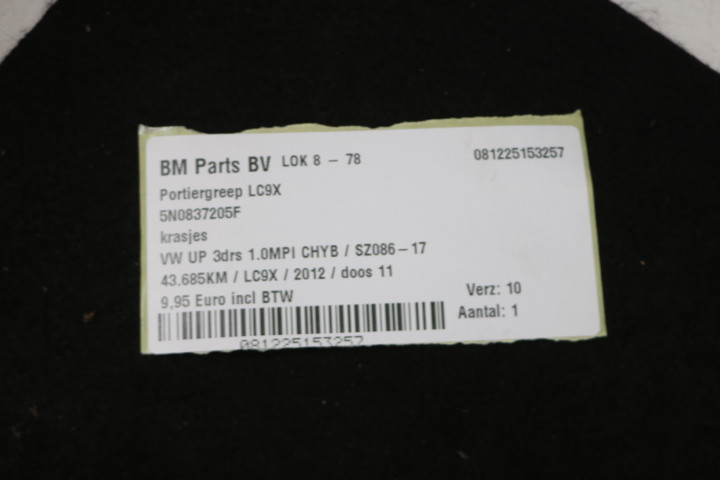 BM Parts BV LOK 8 - 78 081225153257
Portiergreep LC9X
5N0837205F
krasjes
VW UP 3drs 1.0MPI CHYB / SZ086-17
43.685KM / LC9X / 2012 / doos 11
9,95 Euro incl BTW
Verz: 10
Aantal: 1
081225153257